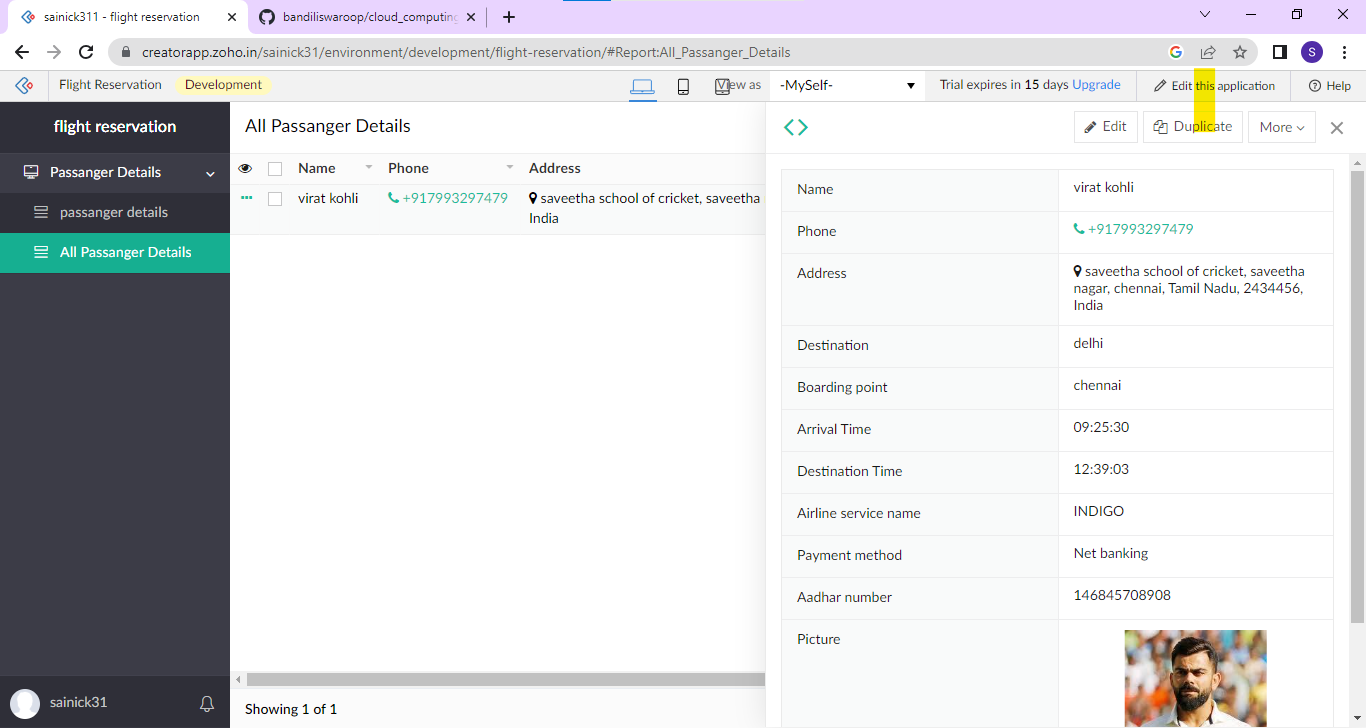 sainick311 - flight reservation
bandiliswaroop/cloud_computing
creatorapp.zoho.in/sainick31/environment/development/flight-reservation/#Report:All_Passanger_Details
S
Flight Reservation
Development
View as
-MySelf-
Trial expires in 15 days Upgrade
Edit this application
Help
flight reservation
Passanger Details
passanger details
All Passanger Details
sainick31
All Passanger Details
Name Phone Address
virat kohli +917993297479 saveetha school of cricket, saveetha
India
Showing 1 of 1
Edit Duplicate More
Name virat kohli
Phone +917993297479
Address saveetha school of cricket, saveetha
nagar, chennai, Tamil Nadu, 2434456,
India
Destination delhi
Boarding point chennai
Arrival Time 09:25:30
Destination Time 12:39:03
Airline service name INDIGO
Payment method Net banking
Aadhar number 146845708908
Picture